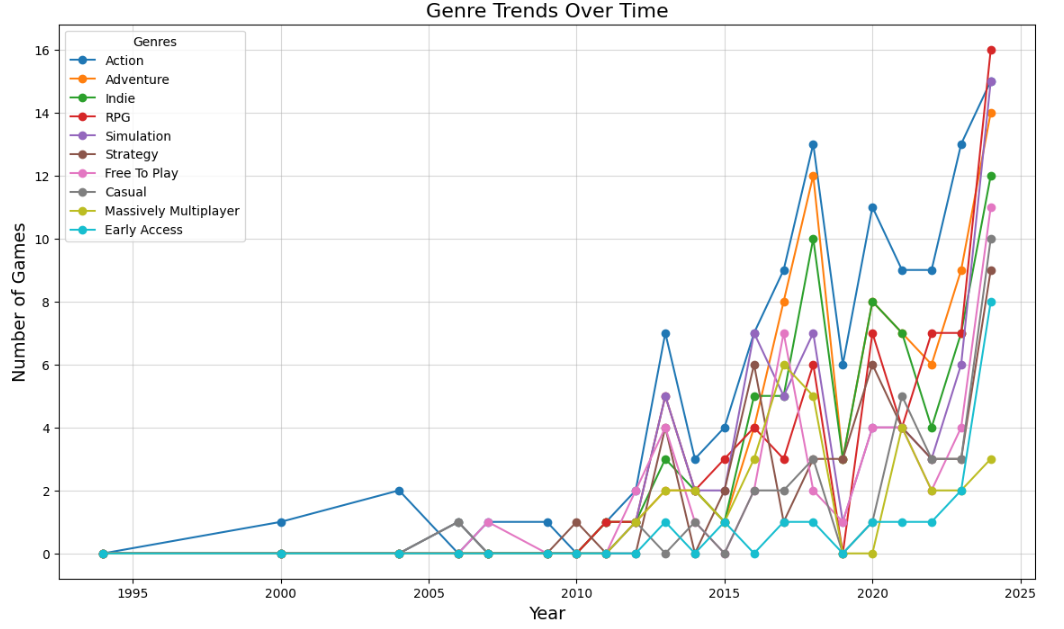 Genre Trends Over Time
Genres
Action
Adventure
Indie
RPG
Simulation
Strategy
Free To Play
Casual
Massively Multiplayer
Early Access
Number of Games
16
14
12
10
8
6
4
2
0
1995 2000 2005 2010 2015 2020 2025
Year